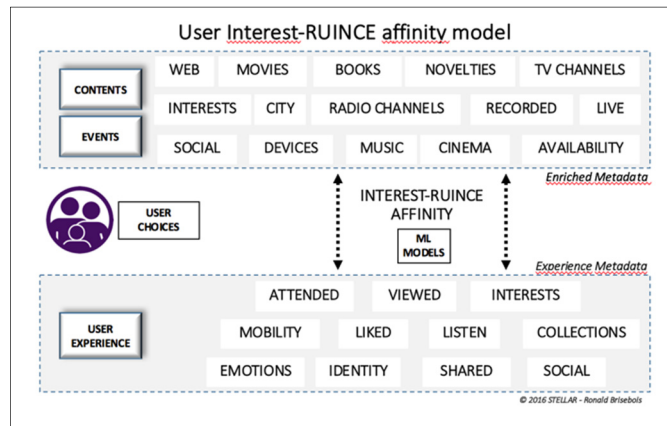 User Interest-RUINCE affinity model
CONTENTS
EVENTS
WEB MOVIES BOOKS NOVELTIES TV CHANNELS
INTERESTS CITY RADIO CHANNELS RECORDED LIVE
SOCIAL DEVICES MUSIC CINEMA AVAILABILITY
Enriched Metadata
USER
CHOICES
INTEREST-RUINCE
AFFINITY
ML
MODELS
Experience Metadata
USER
EXPERIENCE
ATTENDED VIEWED INTERESTS
MOBILITY LIKED LISTEN COLLECTIONS
EMOTIONS IDENTITY SHARED SOCIAL
© 2016 STELLAR - Ronald Brisebois